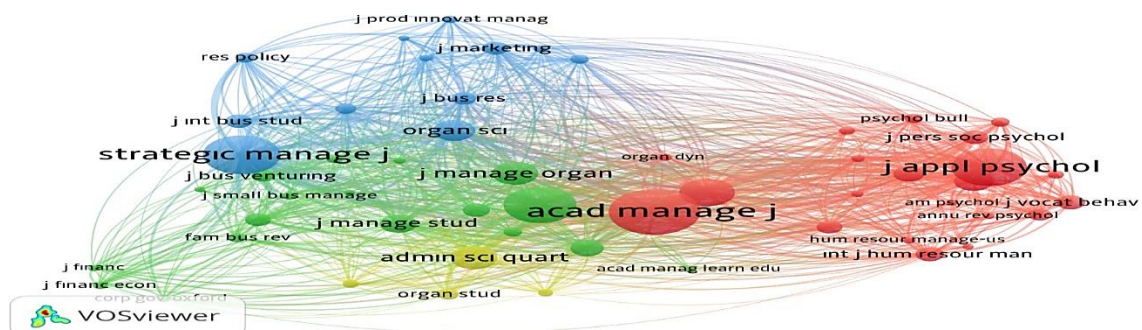 j prod innovat manag
j marketing
res policy
j bus res
j int bus stud
organ sci
psychol bull
j pers soc psychol
strategic manage j
organ dyn
j appl psychol
j bus venturing
j manage organ
j small bus manage
am psychol
j vocat behav
annu rev psychol
acad manage j
j manage stud
fam bus rev
hum resour manage-us
int j hum resour man
admin sci quart
j financ
acad manag learn edu
j financ econ
organ stud
VOSviewer